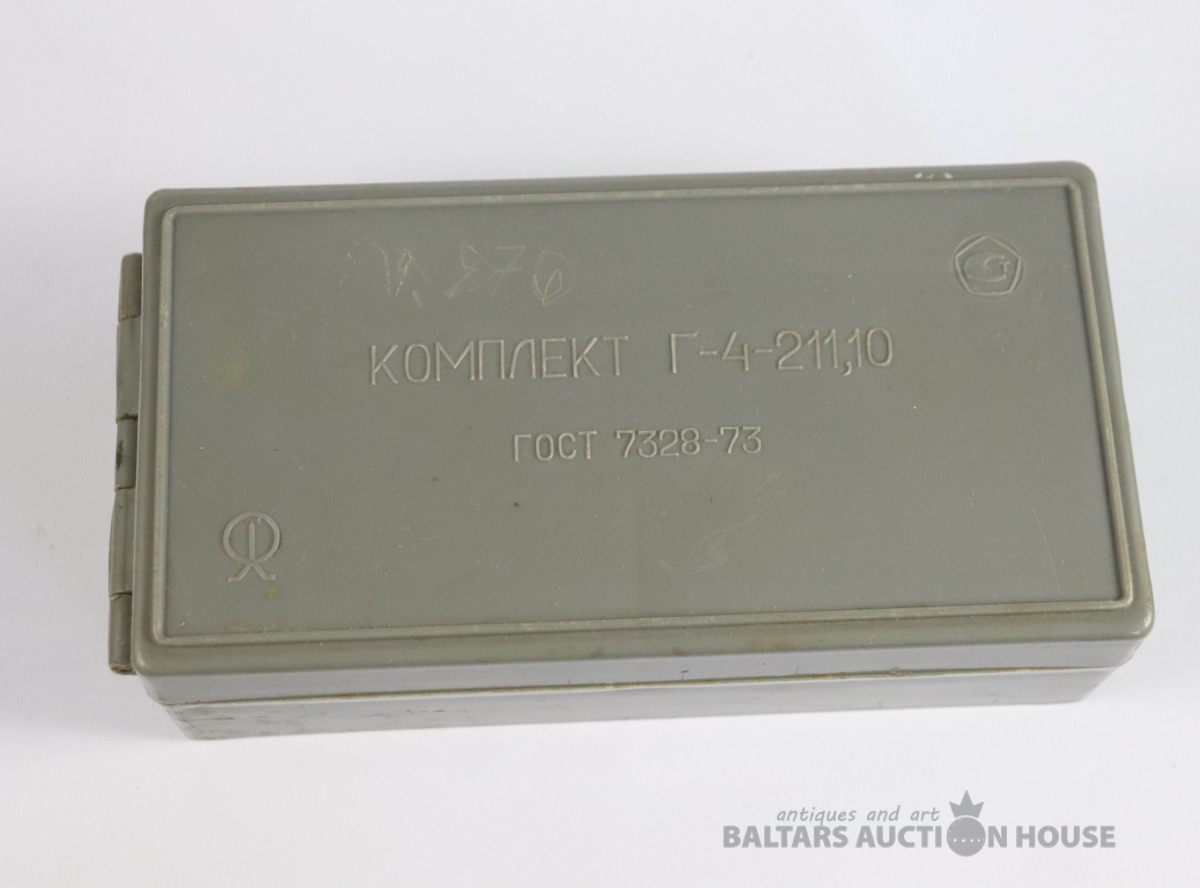 КОМПЛЕКТ Г-4-211,10
ГОСТ 7328-73
antiques and art
BALTARS AUCTION HOUSE